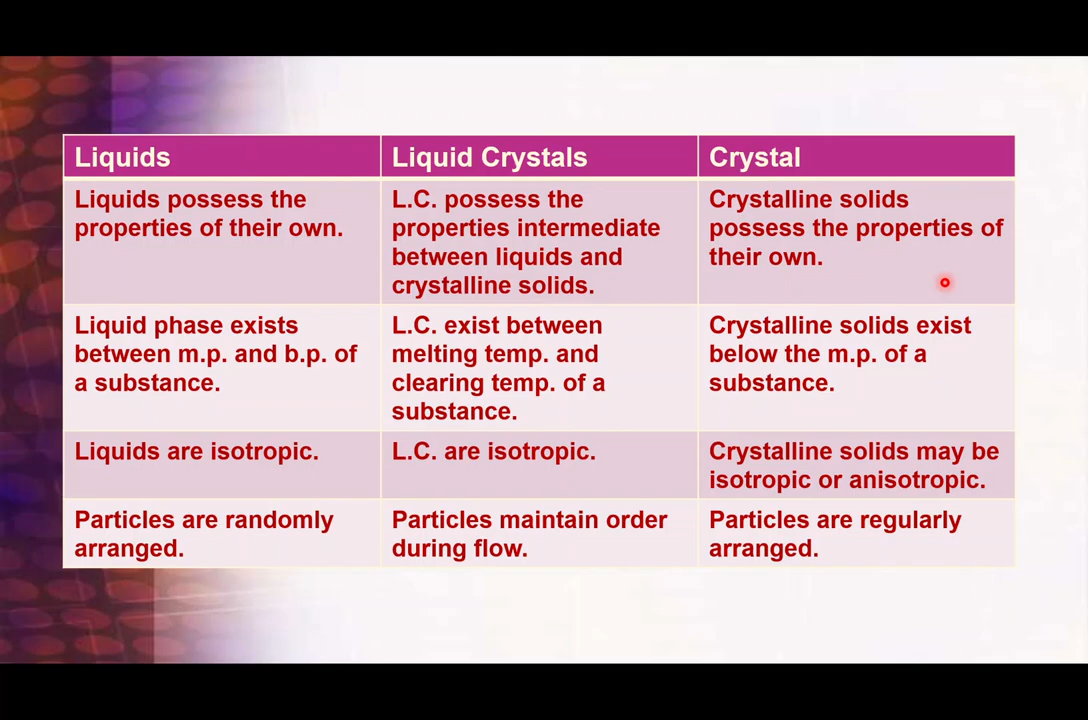 Liquids
Liquid Crystals
Crystal
Liquids possess the
properties of their own.
L.C. possess the
properties intermediate
between liquids and
crystalline solids.
Crystalline solids
possess the properties of
their own.
Liquid phase exists
between m.p. and b.p. of
a substance.
L.C. exist between
melting temp. and
clearing temp. of a
substance.
Crystalline solids exist
below the m.p. of a
substance.
Liquids are isotropic.
L.C. are isotropic.
Crystalline solids may be
isotropic or anisotropic.
Particles are randomly
arranged.
Particles maintain order
during flow.
Particles are regularly
arranged.